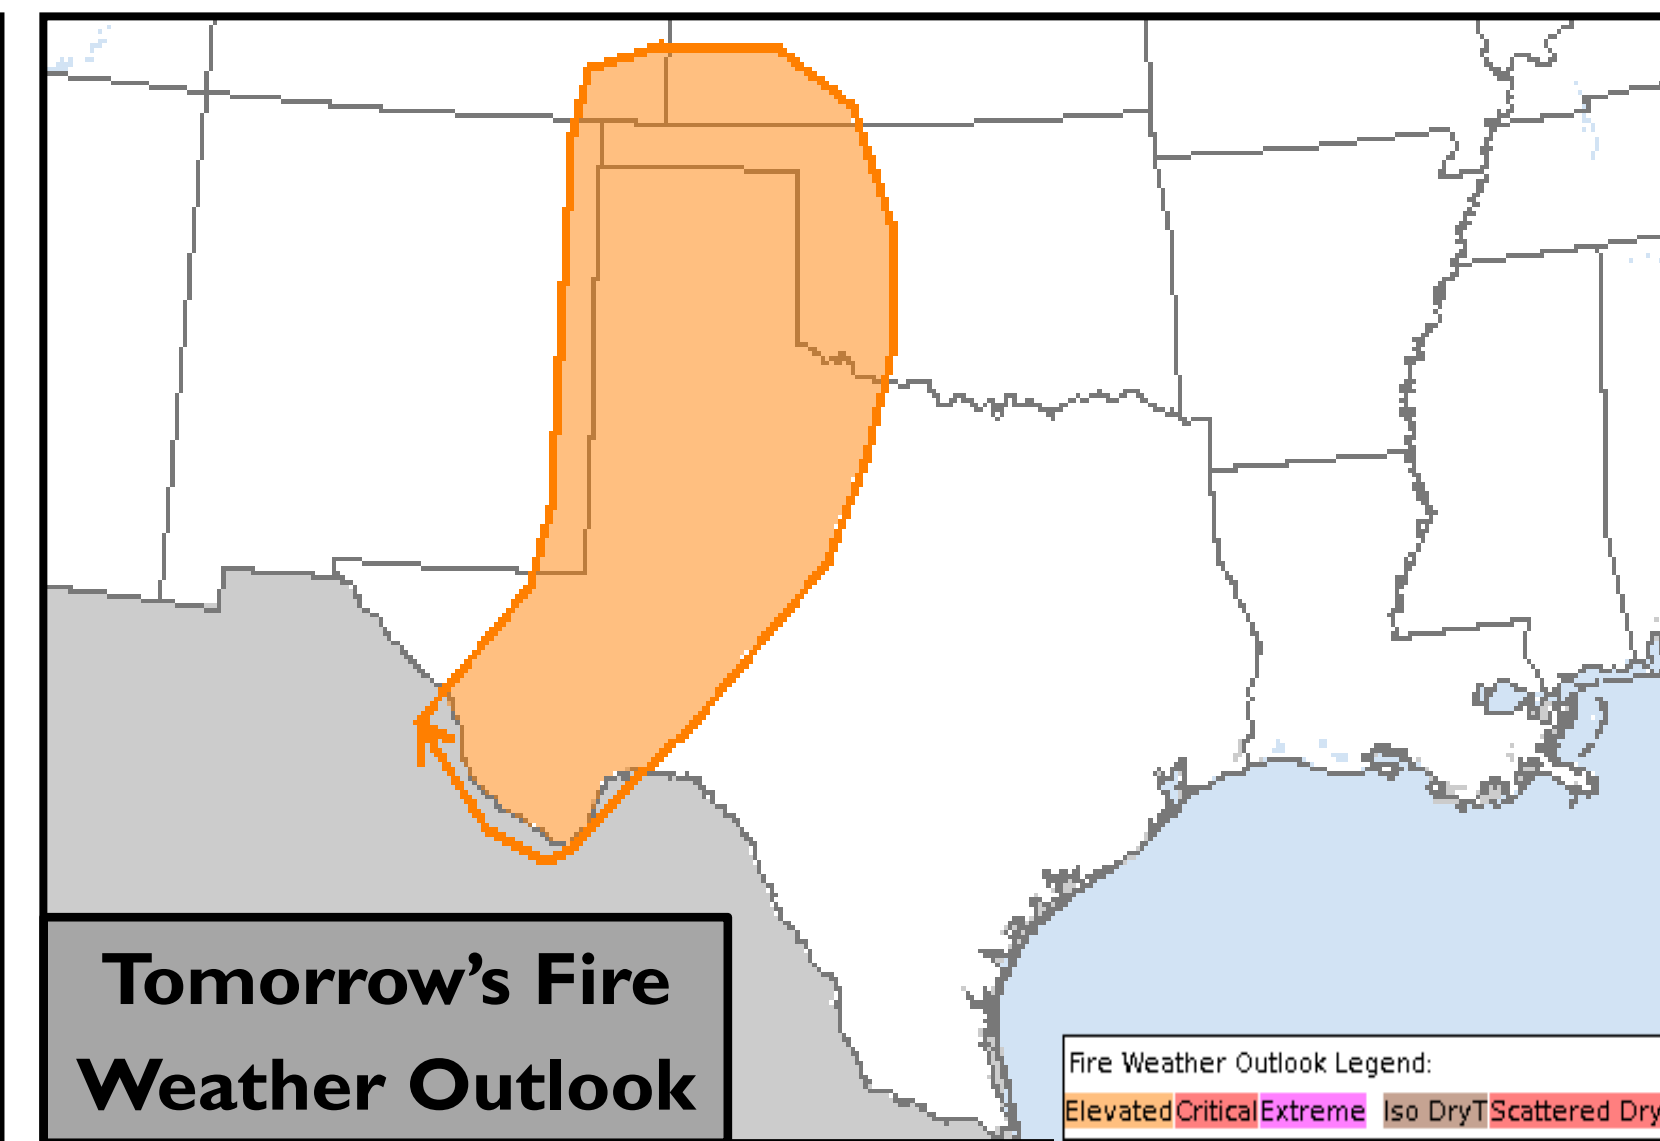 Tomorrow’s Fire
Weather Outlook
Fire Weather Outlook Legend:
Elevated Critical Extreme Iso DryT Scattered Dry